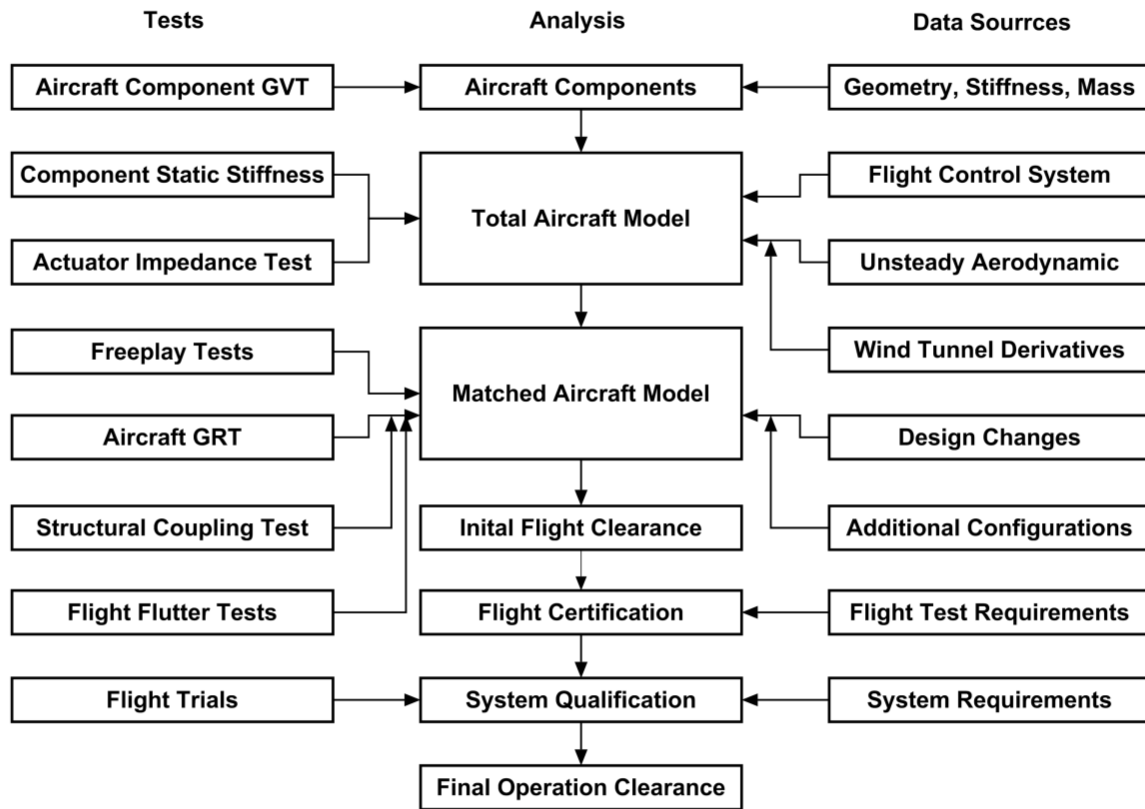 Tests Analysis Data Sourrces
Aircraft Component GVT Aircraft Components Geometry, Stiffness, Mass
Component Static Stiffness Flight Control System
Total Aircraft Model
Actuator Impedance Test Unsteady Aerodynamic
Freeplay Tests Wind Tunnel Derivatives
Matched Aircraft Model
Aircraft GRT Design Changes
Structural Coupling Test Inital Flight Clearance Additional Configurations
Flight Flutter Tests Flight Certification Flight Test Requirements
Flight Trials System Qualification System Requirements
Final Operation Clearance